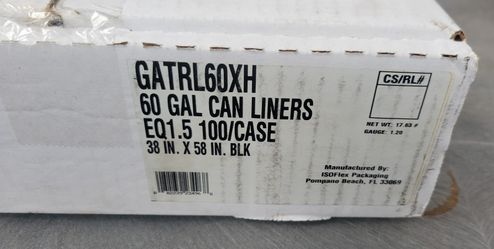 GATRL60XH
60 GAL CAN LINERS
EQ1.5 100/CASE
38 IN. X 58 IN. BLK
CS/RL#
NET WT: 17.63 #
GAUGE: 1.20
Manufactured By:
ISOFlex Packaging
Pompano Beach, FL 33069